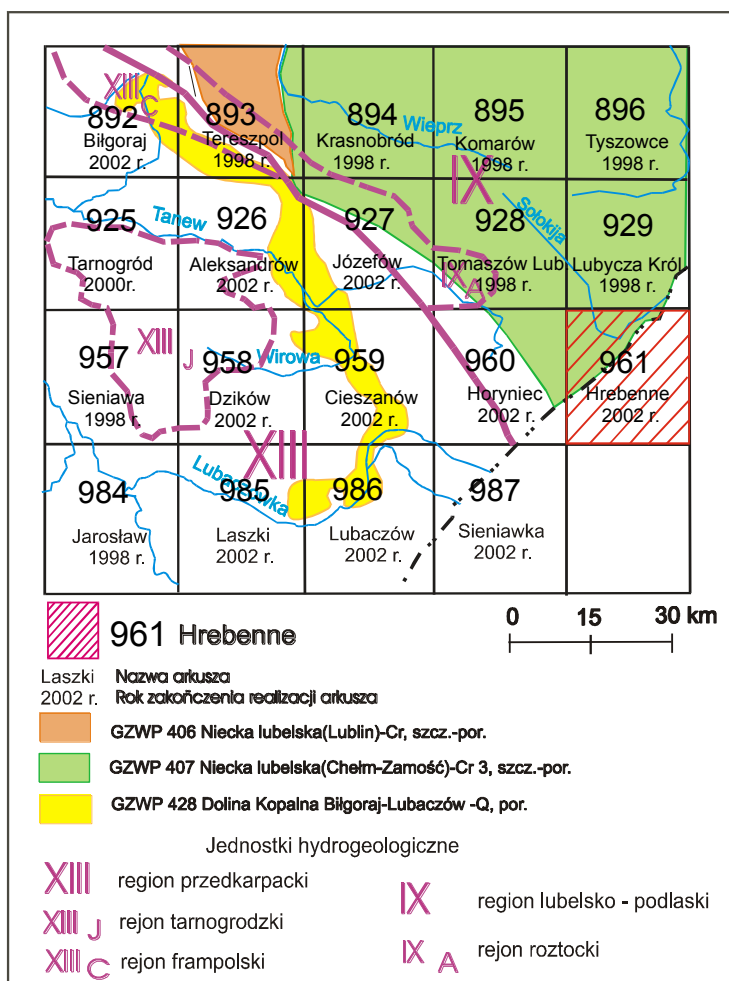 XIII C
892
Biłgoraj
2002 r.
893
Tereszpol
1998 r.
894
Krasnobród
1998 r.
Wieprz
895
Komarów
1998 r.
896
Tyszowce
1998 r.
IX
925
Tarnogród
2000r.
Tanew
926
Aleksandrów
2002 r.
927
Józefów
2002 r.
928
Tomaszów Lub.
1998 r.
IX A
Sołokija
929
Lubycza Król
1998 r.
957
Sieniawa
1998 r.
XIII J
958
Wirowa
Dzików
2002 r.
959
Cieszanów
2002 r.
960
Horyniec
2002 r.
961
Hrebenne
2002 r.
XIII
984
Jarosław
1998 r.
Lubaczówka
985
Laszki
2002 r.
986
Lubaczów
2002 r.
987
Sieniawka
2002 r.
961 Hrebenne
0 15 30 km
Laszki Nazwa arkusza
2002 r. Rok zakończenia realizacji arkusza
GZWP 406 Niecka lubelska(Lublin)-Cr, szcz.-por.
GZWP 407 Niecka lubelska(Chełm-Zamość)-Cr 3, szcz.-por.
GZWP 428 Dolina Kopalna Biłgoraj-Lubaczów -Q, por.
Jednostki hydrogeologiczne
XIII region przedkarpacki
IX region lubelsko - podlaski
XIII J rejon tarnogrodzki
IX A rejon roztocki
XIII C rejon frampolski